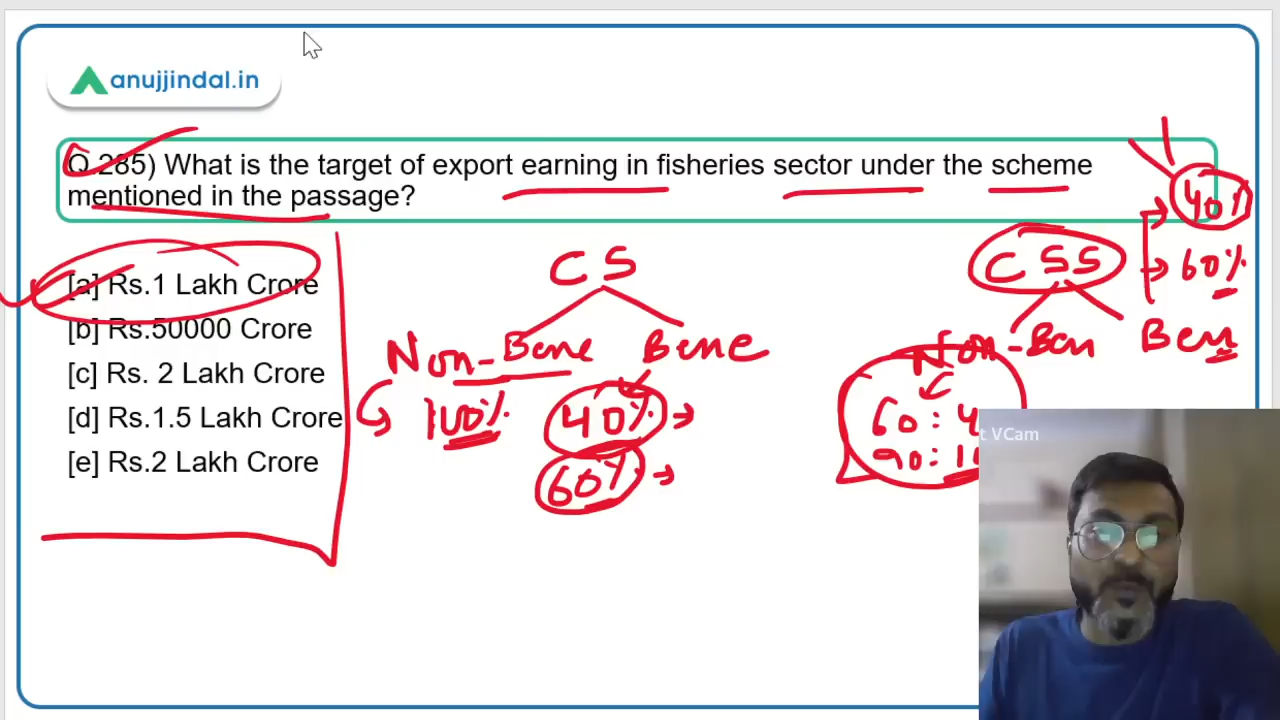 anujjindal.in
Q.285) What is the target of export earning in fisheries sector under the scheme
mentioned in the passage?
[a] Rs.1 Lakh Crore
[b] Rs.50000 Crore
[c] Rs. 2 Lakh Crore
[d] Rs.1.5 Lakh Crore
[e] Rs.2 Lakh Crore
CS
Non-Bene Bene
100% 40%
60%
CSS
40%
60%
Non-Ben Ben
60:4
90:10
t VCam